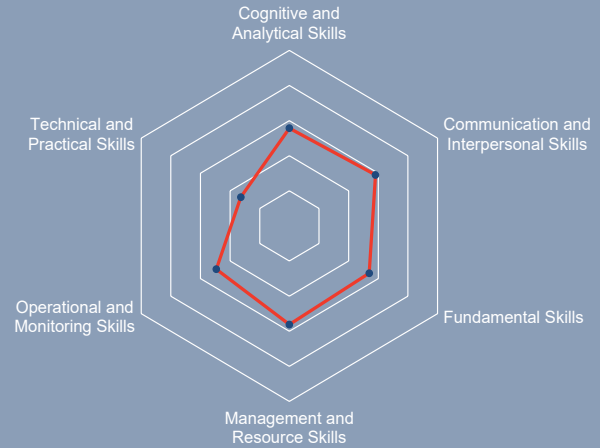 Cognitive and
Analytical Skills
Technical and
Practical Skills
Communication and
Interpersonal Skills
Operational and
Monitoring Skills
Fundamental Skills
Management and
Resource Skills